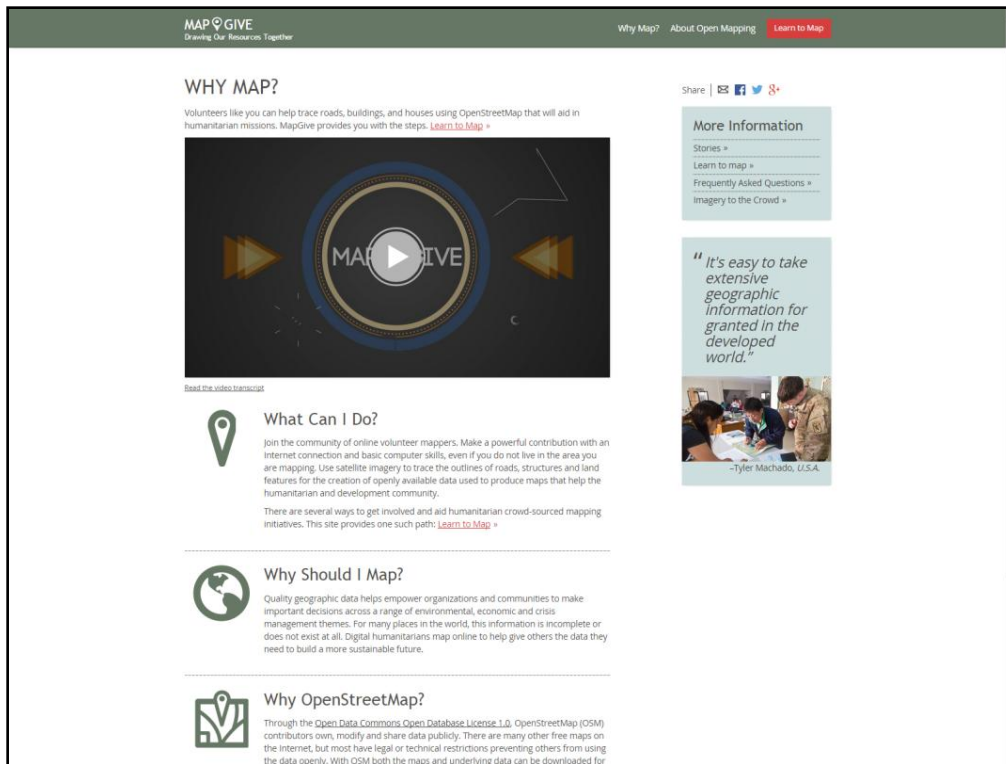 MAP GIVE
Drawing Our Resources Together
Why Map? About Open Mapping Learn to Map
WHY MAP?
Volunteers like you can help trace roads, buildings, and houses using OpenStreetMap that will aid in
humanitarian missions. MapGive provides you with the steps. Learn to Map »
MAP GIVE
Read the video transcript
What Can I Do?
Join the community of online volunteer mappers. Make a powerful contribution with an
Internet connection and basic computer skills, even if you do not live in the area you
are mapping. Use satellite imagery to trace the outlines of roads, structures and land
features for the creation of openly available data used to produce maps that help the
humanitarian and development community.
There are several ways to get involved and aid humanitarian crowd-sourced mapping
initiatives. This site provides one such path: Learn to Map »
Why Should I Map?
Quality geographic data helps empower organizations and communities to make
important decisions across a range of environmental, economic and crisis
management themes. For many places in the world, this information is incomplete or
does not exist at all. Digital humanitarians map online to help give others the data they
need to build a more sustainable future.
Why OpenStreetMap?
Through the Open Data Commons Open Database License 1.0, OpenStreetMap (OSM)
contributors own, modify and share data publicly. There are many other free maps on
the Internet, but most have legal or technical restrictions preventing others from using
the data openly. With OSM both the maps and underlying data can be downloaded for
Share | 8+
More Information
Stories »
Learn to map »
Frequently Asked Questions »
Imagery to the Crowd »
“ It's easy to take
extensive
geographic
information for
granted in the
developed
world.”
–Tyler Machado, U.S.A.